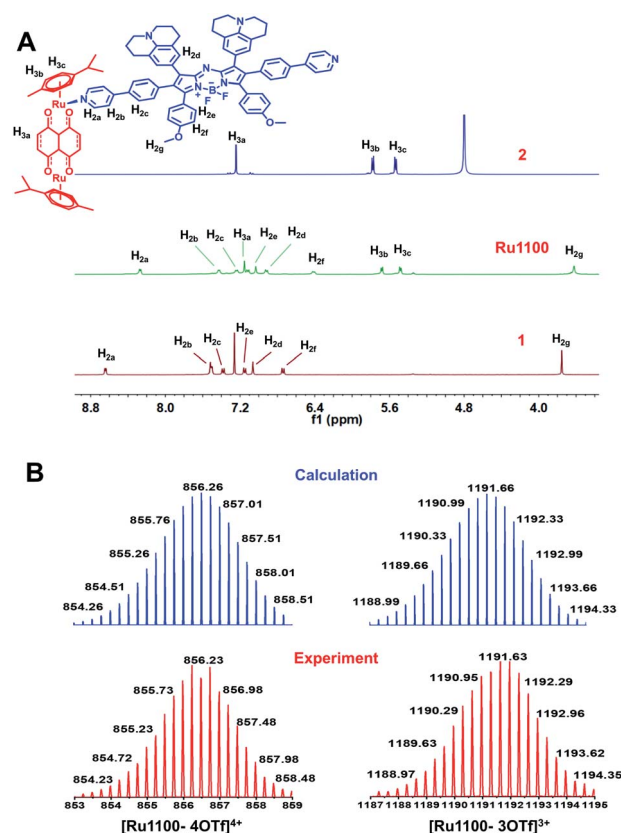 A
N
N
H2d
H3c
H3b
N
N
N
N+
B-
N
F
F
Ru
N
H2a
H2b
H2c
H2e
H2f
O
O
H2g
O
O
H3a
O
O
Ru
H3a
H3b
H3c
2
H2a
H2b
H2c
H3a
H2e
H2d
H2f
H3b
H3c
Ru1100
H2g
H2a
H2b
H2c
H2e
H2d
H2f
1
H2g
8.8 8.0 7.2 6.4 4.8 4.0
f1 (ppm)
B
Calculation
856.26
857.01
855.76
857.51
855.26
858.01
854.51
858.51
854.26
1191.66
1190.99
1192.33
1190.33
1192.99
1189.66
1193.66
1188.99
1194.33
Experiment
856.23
855.73
856.98
855.23
857.48
854.72
857.98
854.23
858.48
853 854 855 856 857 858 859
[Ru1100- 4OTf]4+
1191.63
1190.95
1192.29
1190.29
1192.96
1189.63
1193.62
1188.97
1194.35
1187 1188 1189 1190 1191 1192 1193 1194 1195 1196
[Ru1100- 3OTf]3+